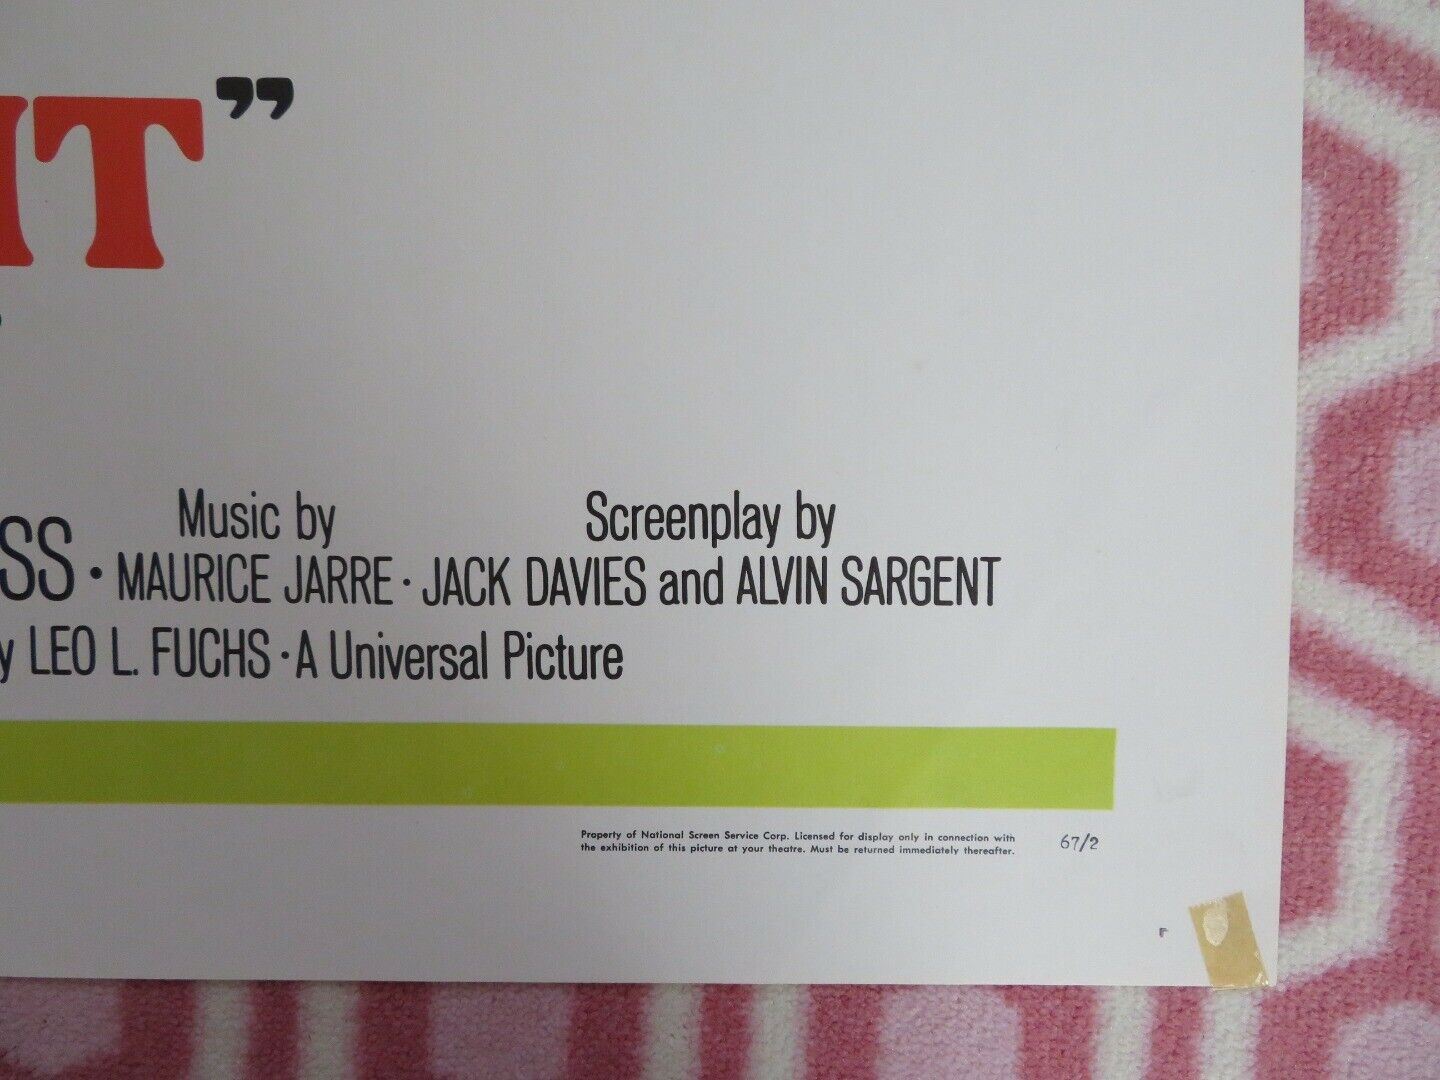 IT”
Music by
Screenplay by
SS · MAURICE JARRE · JACK DAVIES and ALVIN SARGENT
y LEO L. FUCHS · A Universal Picture
Property of National Screen Service Corp. Licensed for display only in connection with
the exhibition of this picture at your theatre. Must be returned immediately thereafter.
67/2